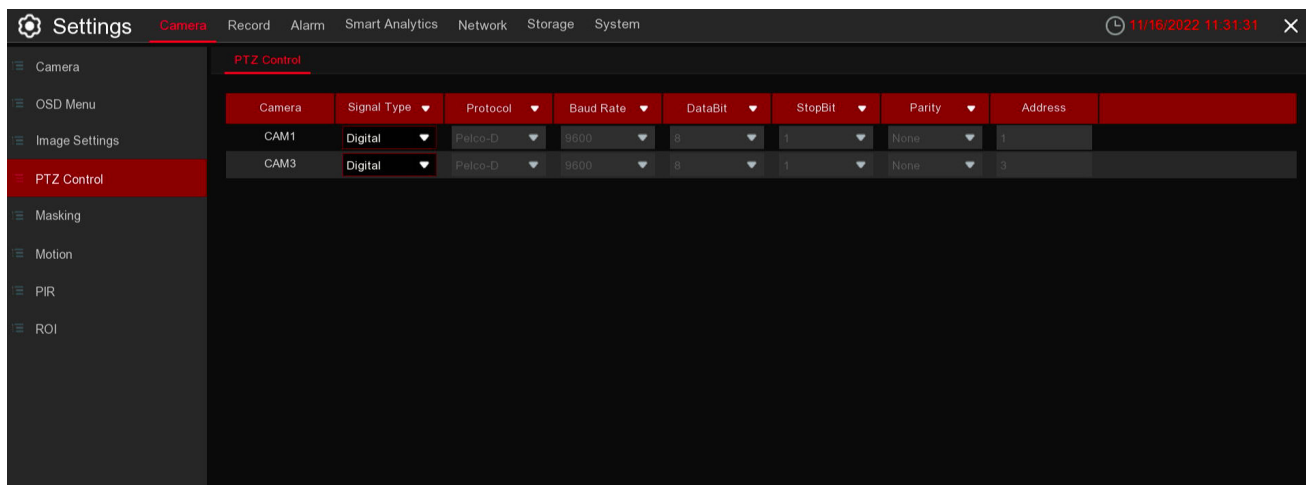 Settings Camera Record Alarm Smart Analytics Network Storage System 11/16/2022 11:31:31
Camera
OSD Menu
Image Settings
PTZ Control
Masking
Motion
PIR
ROI
PTZ Control
Camera Signal Type Protocol Baud Rate DataBit StopBit Parity Address
CAM1 Digital Pelco-D 9600 8 1 None 1
CAM3 Digital Pelco-D 9600 8 1 None 3